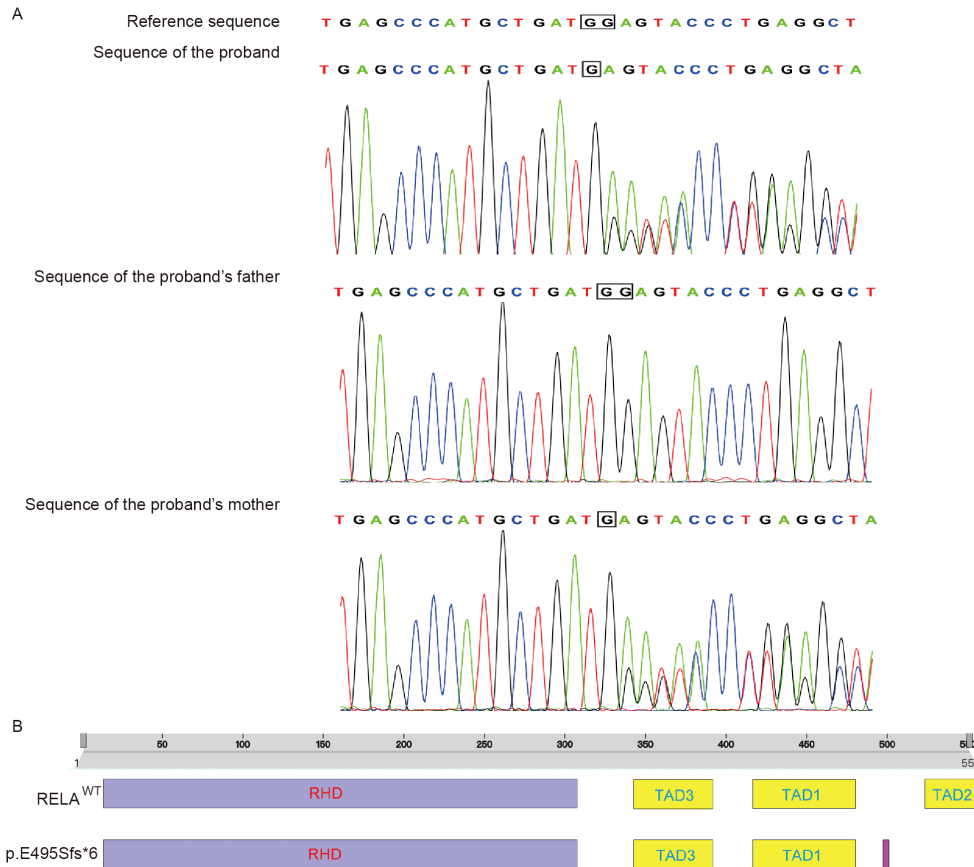 A
Reference sequence
T G A G C C C A T G C T G A T G G A G T A C C C T G A G G C T
Sequence of the proband
T G A G C C C A T G C T G A T G A G T A C C C T G A G G C T A
Sequence of the proband's father
T G A G C C C A T G C T G A T G G A G T A C C C T G A G G C T
Sequence of the proband's mother
T G A G C C C A T G C T G A T G A G T A C C C T G A G G C T A
B
50 100 150 200 250 300 350 400 450 500
1
RELA WT RHD TAD3 TAD1 TAD2
p.E495Sfs*6 RHD TAD3 TAD1